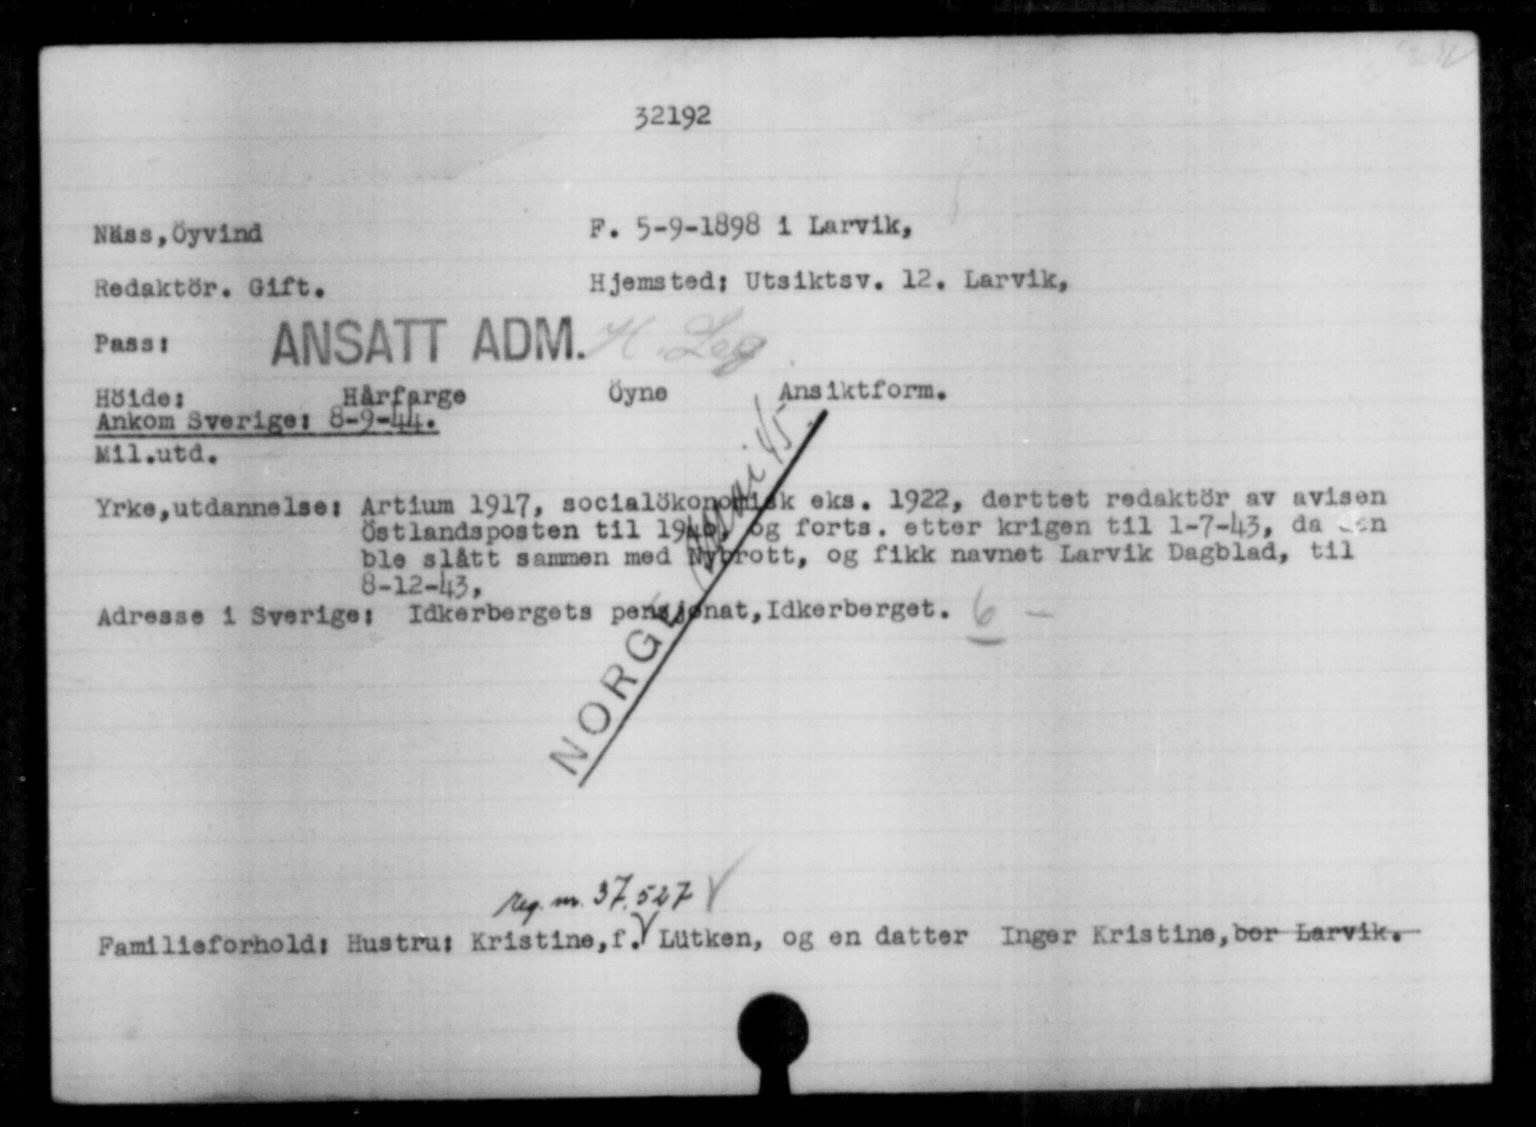 32192
Näss, Öyvind F. 5-9-1898 i Larvik,
Redaktör. Gift. Hjemsted: Utsiktsv. 12. Larvik,
Pass: ANSATT ADM. H. Leg
Höide: Hårfarge Öyne Ansiktform.
Ankom Sverige: 8-9-44.
Mil.utd.
Yrke,utdannelse: Artium 1917, socialökonomisk eks. 1922, derttet redaktör av avisen
Östlandsposten til 1940, og forts. etter krigen til 1-7-43, da den
ble slått sammen med Nybrott, og fikk navnet Larvik Dagblad, til
8-12-43,
Adresse i Sverige: Idkerbergets pensjonat,Idkerberget. 6 —
NORGE mai 45.
reg. nr. 37.527 V
Familieforhold: Hustru: Kristine,f. Lütken, og en datter Inger Kristine,bor Larvik.